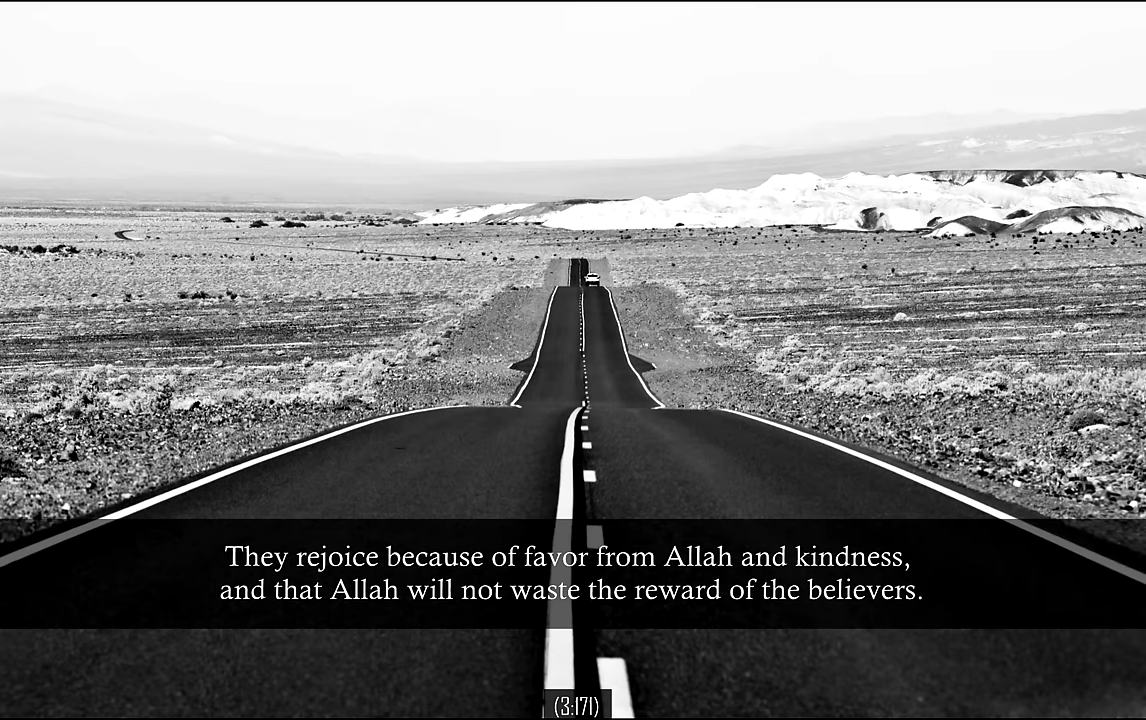 They rejoice because of favor from Allah and kindness,
and that Allah will not waste the reward of the believers.
(3:171)